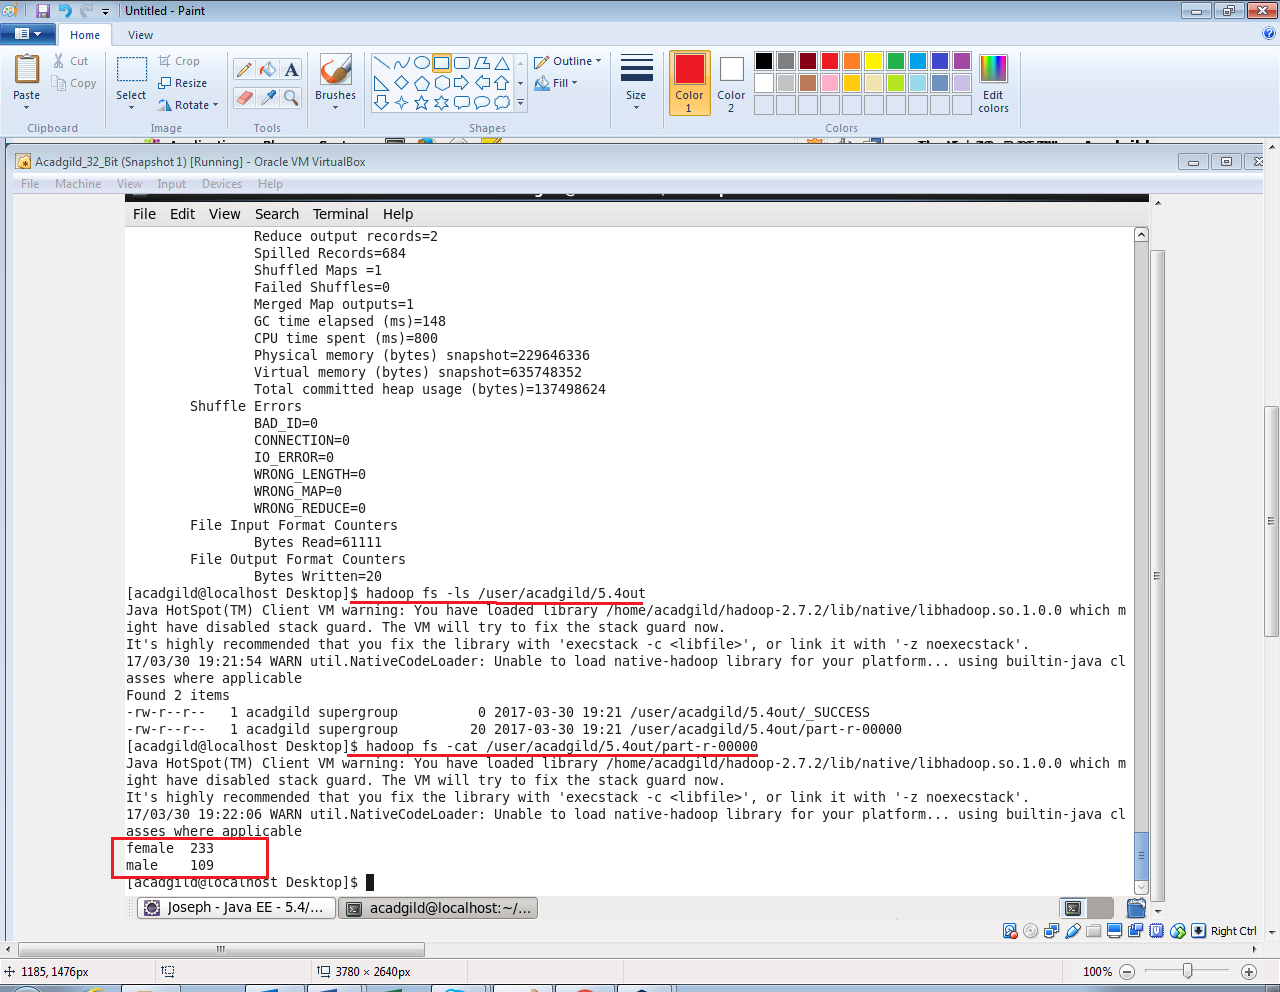 Untitled - Paint
Home
View
Paste
Cut
Copy
Clipboard
Select
Crop
Resize
Rotate
Image
Tools
Brushes
Outline
Fill
Shapes
Size
Color
1
Color
2
Edit
colors
Colors
Acadgild_32_Bit (Snapshot 1) [Running] - Oracle VM VirtualBox
File Machine View Input Devices Help
File Edit View Search Terminal Help
Reduce output records=2
Spilled Records=684
Shuffled Maps =1
Failed Shuffles=0
Merged Map outputs=1
GC time elapsed (ms)=148
CPU time spent (ms)=800
Physical memory (bytes) snapshot=229646336
Virtual memory (bytes) snapshot=635748352
Total committed heap usage (bytes)=137498624
Shuffle Errors
BAD_ID=0
CONNECTION=0
IO_ERROR=0
WRONG_LENGTH=0
WRONG_MAP=0
WRONG_REDUCE=0
File Input Format Counters
Bytes Read=61111
File Output Format Counters
Bytes Written=20
[acadgild@localhost Desktop]$ hadoop fs -ls /user/acadgild/5.4out
Java HotSpot(TM) Client VM warning: You have loaded library /home/acadgild/hadoop-2.7.2/lib/native/libhadoop.so.1.0.0 which m
ight have disabled stack guard. The VM will try to fix the stack guard now.
It's highly recommended that you fix the library with 'execstack -c <libfile>', or link it with '-z noexecstack'.
17/03/30 19:21:54 WARN util.NativeCodeLoader: Unable to load native-hadoop library for your platform... using builtin-java cl
asses where applicable
Found 2 items
-rw-r--r--   1 acadgild supergroup          0 2017-03-30 19:21 /user/acadgild/5.4out/_SUCCESS
-rw-r--r--   1 acadgild supergroup         20 2017-03-30 19:21 /user/acadgild/5.4out/part-r-00000
[acadgild@localhost Desktop]$ hadoop fs -cat /user/acadgild/5.4out/part-r-00000
Java HotSpot(TM) Client VM warning: You have loaded library /home/acadgild/hadoop-2.7.2/lib/native/libhadoop.so.1.0.0 which m
ight have disabled stack guard. The VM will try to fix the stack guard now.
It's highly recommended that you fix the library with 'execstack -c <libfile>', or link it with '-z noexecstack'.
17/03/30 19:22:06 WARN util.NativeCodeLoader: Unable to load native-hadoop library for your platform... using builtin-java cl
asses where applicable
female  233
male    109
[acadgild@localhost Desktop]$
Joseph - Java EE - 5.4/... acadgild@localhost:~/...
Right Ctrl
1185, 1476px
3780 × 2640px
100%